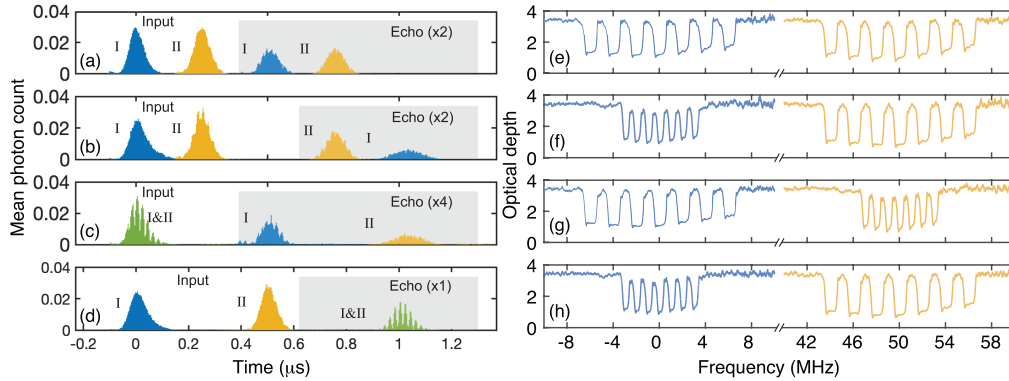 0.04
Input
I
II
I
II
Echo (x2)
0.02
(a)
0
0.04
Input
I
II
II
I
Echo (x2)
0.02
(b)
0
0.04
Input
I&II
I
II
Echo (x4)
0.02
(c)
0
0.04
Input
I
II
I&II
Echo (x1)
0.02
(d)
0
-0.2 0 0.2 0.4 0.6 0.8 1 1.2
Time (μs)
Mean photon count
4
2
(e)
0
4
2
(f)
0
4
2
(g)
0
4
2
(h)
0
-8 -4 0 4 8 42 46 50 54 58
Frequency (MHz)
Optical depth